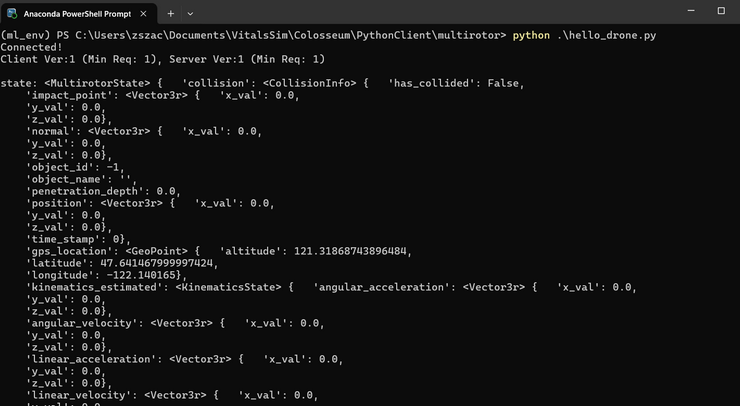 Anaconda PowerShell Prompt
(ml_env) PS C:\Users\zszac\Documents\VitalsSim\Colosseum\PythonClient\multirotor> python .\hello_drone.py
Connected!
Client Ver:1 (Min Req: 1), Server Ver:1 (Min Req: 1)
state: <MultirotorState> {   'collision': <CollisionInfo> {   'has_collided': False,
    'impact_point': <Vector3r> {   'x_val': 0.0,
    'y_val': 0.0,
    'z_val': 0.0},
    'normal': <Vector3r> {   'x_val': 0.0,
    'y_val': 0.0,
    'z_val': 0.0},
    'object_id': -1,
    'object_name': '',
    'penetration_depth': 0.0,
    'position': <Vector3r> {   'x_val': 0.0,
    'y_val': 0.0,
    'z_val': 0.0},
    'time_stamp': 0},
    'gps_location': <GeoPoint> {   'altitude': 121.31868743896484,
    'latitude': 47.641467999997424,
    'longitude': -122.140165},
    'kinematics_estimated': <KinematicsState> {   'angular_acceleration': <Vector3r> {   'x_val': 0.0,
    'y_val': 0.0,
    'z_val': 0.0},
    'angular_velocity': <Vector3r> {   'x_val': 0.0,
    'y_val': 0.0,
    'z_val': 0.0},
    'linear_acceleration': <Vector3r> {   'x_val': 0.0,
    'y_val': 0.0,
    'z_val': 0.0},
    'linear_velocity': <Vector3r> {   'x_val': 0.0,